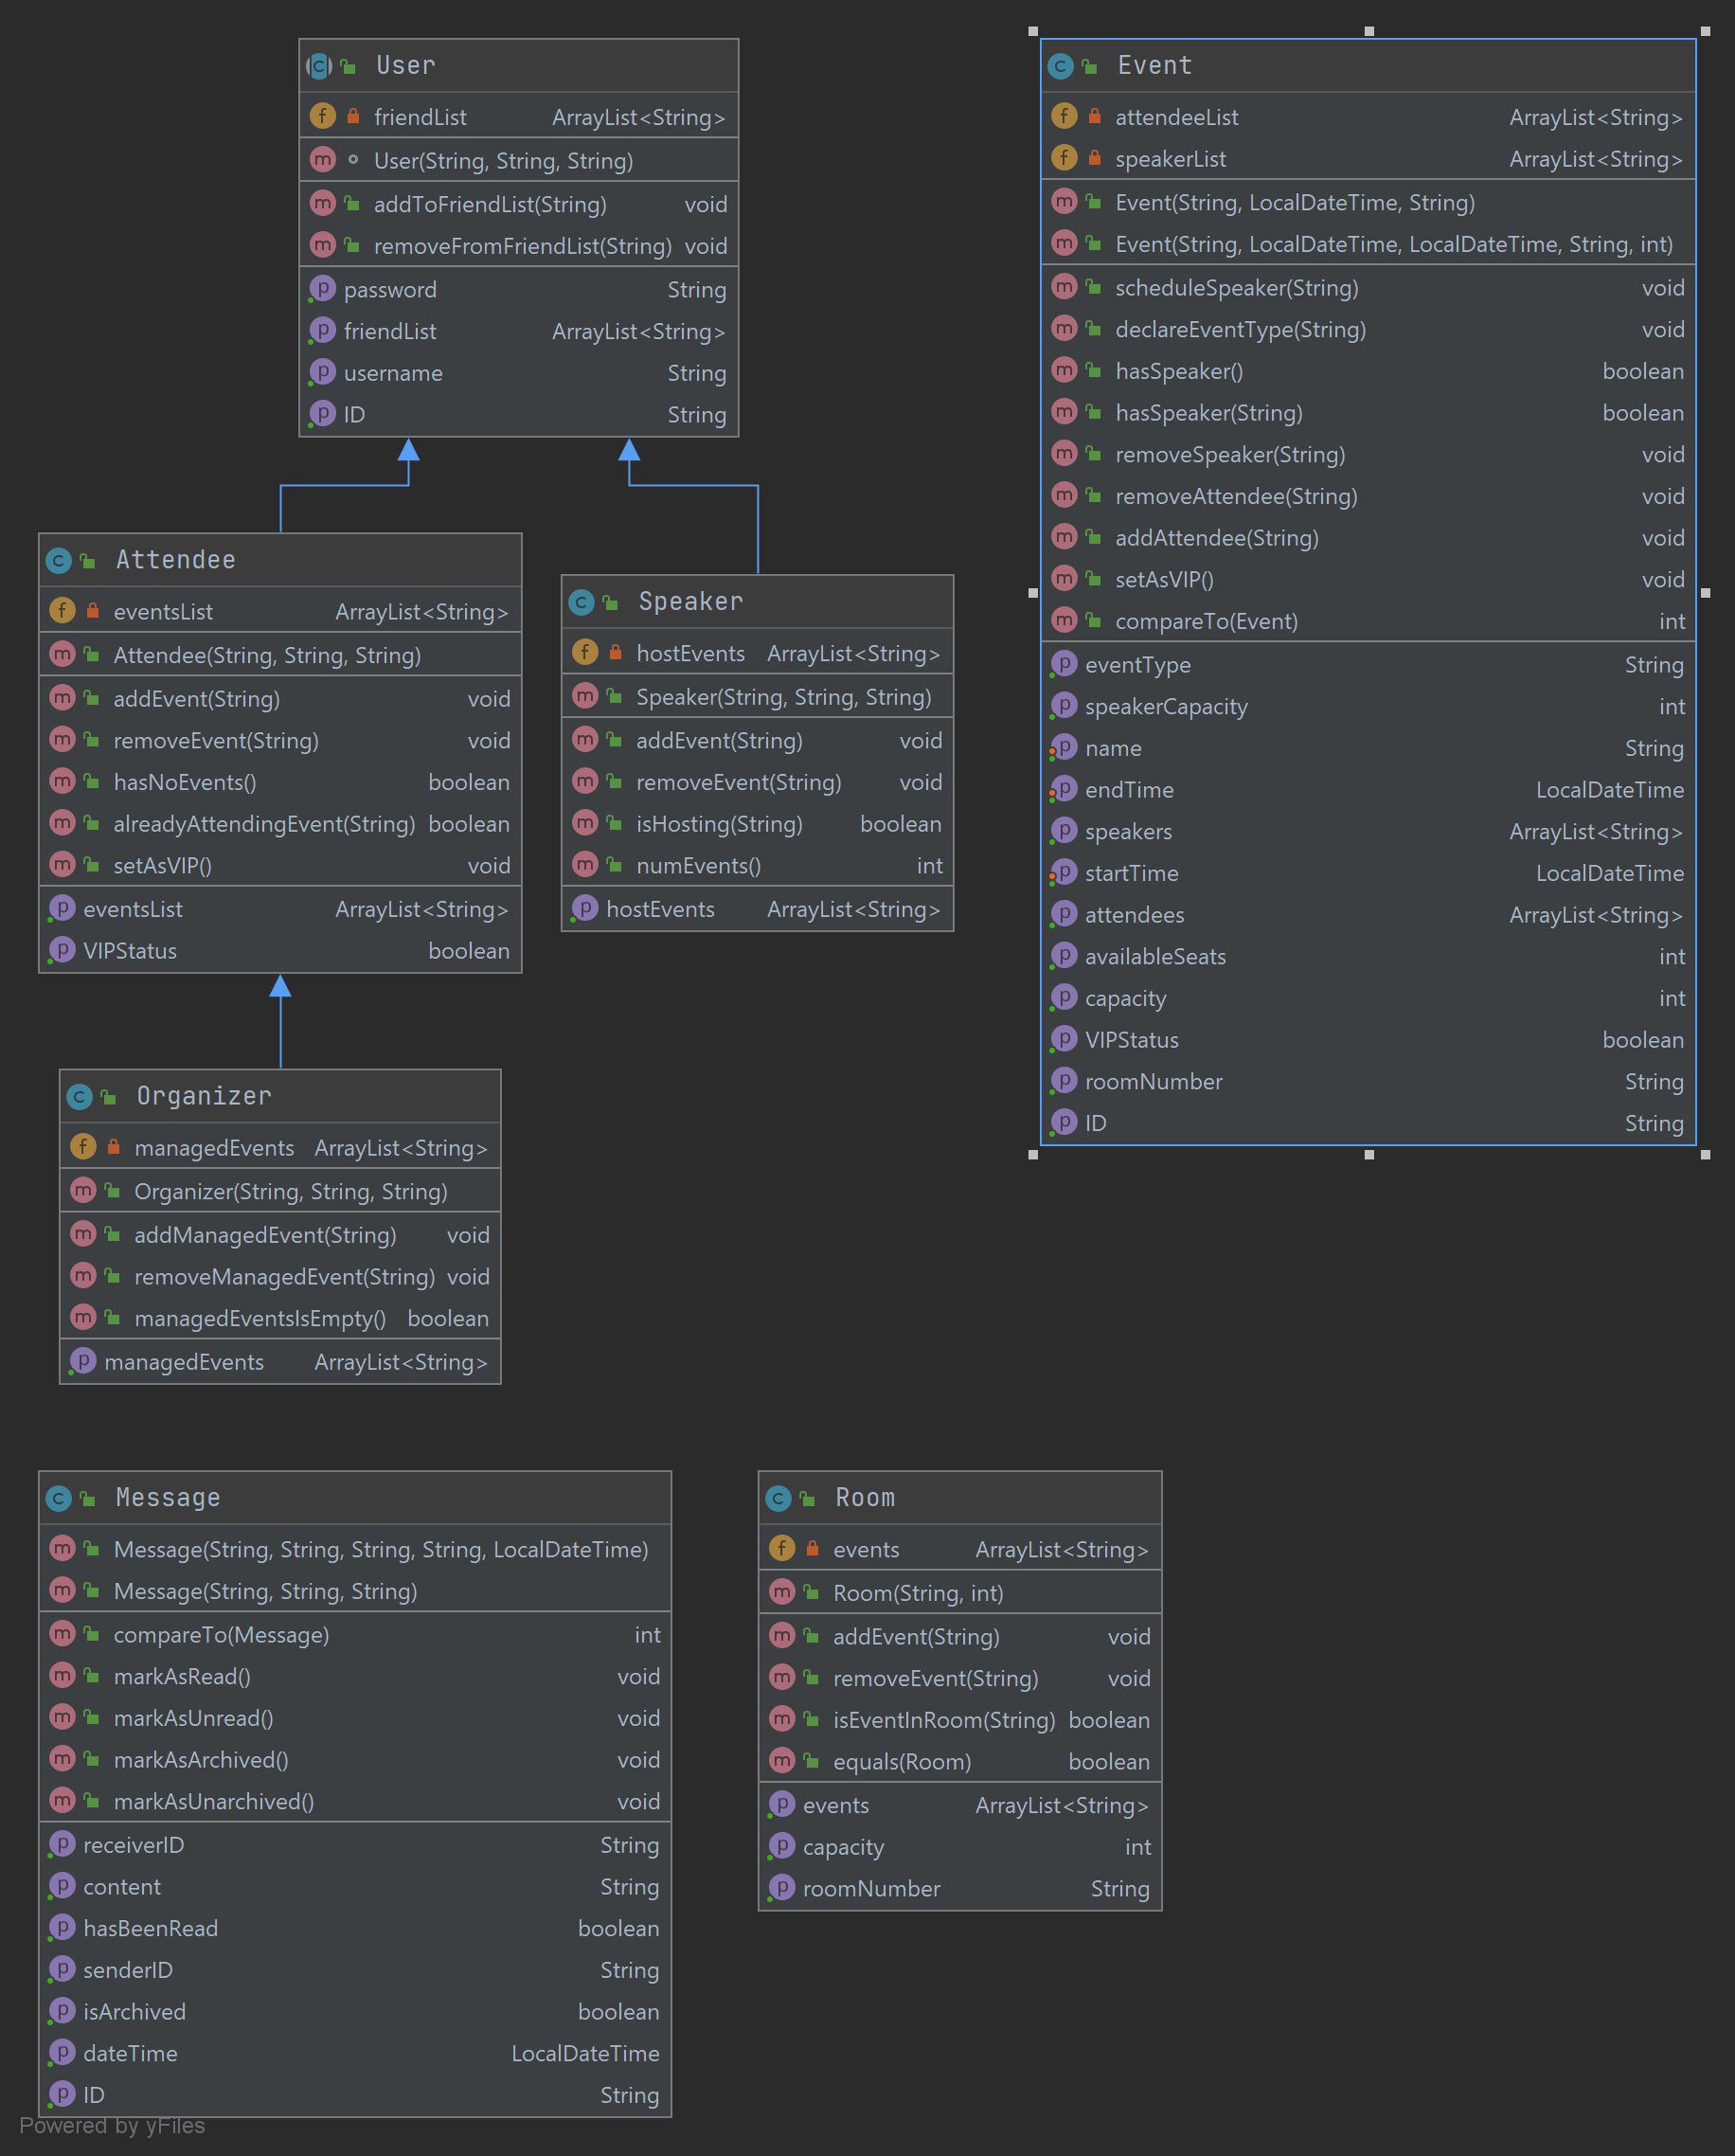 User
friendList ArrayList<String>
User(String, String, String)
addToFriendList(String) void
removeFromFriendList(String) void
password String
friendList ArrayList<String>
username String
ID String
Event
attendeeList ArrayList<String>
speakerList ArrayList<String>
Event(String, LocalDateTime, String)
Event(String, LocalDateTime, LocalDateTime, String, int)
scheduleSpeaker(String) void
declareEventType(String) void
hasSpeaker() boolean
hasSpeaker(String) boolean
removeSpeaker(String) void
removeAttendee(String) void
addAttendee(String) void
setAsVIP() void
compareTo(Event) int
eventType String
speakerCapacity int
name String
endTime LocalDateTime
speakers ArrayList<String>
startTime LocalDateTime
attendees ArrayList<String>
availableSeats int
capacity int
VIPStatus boolean
roomNumber String
ID String
Attendee
eventsList ArrayList<String>
Attendee(String, String, String)
addEvent(String) void
removeEvent(String) void
hasNoEvents() boolean
alreadyAttendingEvent(String) boolean
setAsVIP() void
eventsList ArrayList<String>
VIPStatus boolean
Speaker
hostEvents ArrayList<String>
Speaker(String, String, String)
addEvent(String) void
removeEvent(String) void
isHosting(String) boolean
numEvents() int
hostEvents ArrayList<String>
Organizer
managedEvents ArrayList<String>
Organizer(String, String, String)
addManagedEvent(String) void
removeManagedEvent(String) void
managedEventsIsEmpty() boolean
managedEvents ArrayList<String>
Message
Message(String, String, String, String, LocalDateTime)
Message(String, String, String)
compareTo(Message) int
markAsRead() void
markAsUnread() void
markAsArchived() void
markAsUnarchived() void
receiverID String
content String
hasBeenRead boolean
senderID String
isArchived boolean
dateTime LocalDateTime
ID String
Room
events ArrayList<String>
Room(String, int)
addEvent(String) void
removeEvent(String) void
isEventInRoom(String) boolean
equals(Room) boolean
events ArrayList<String>
capacity int
roomNumber String
Powered by yFiles